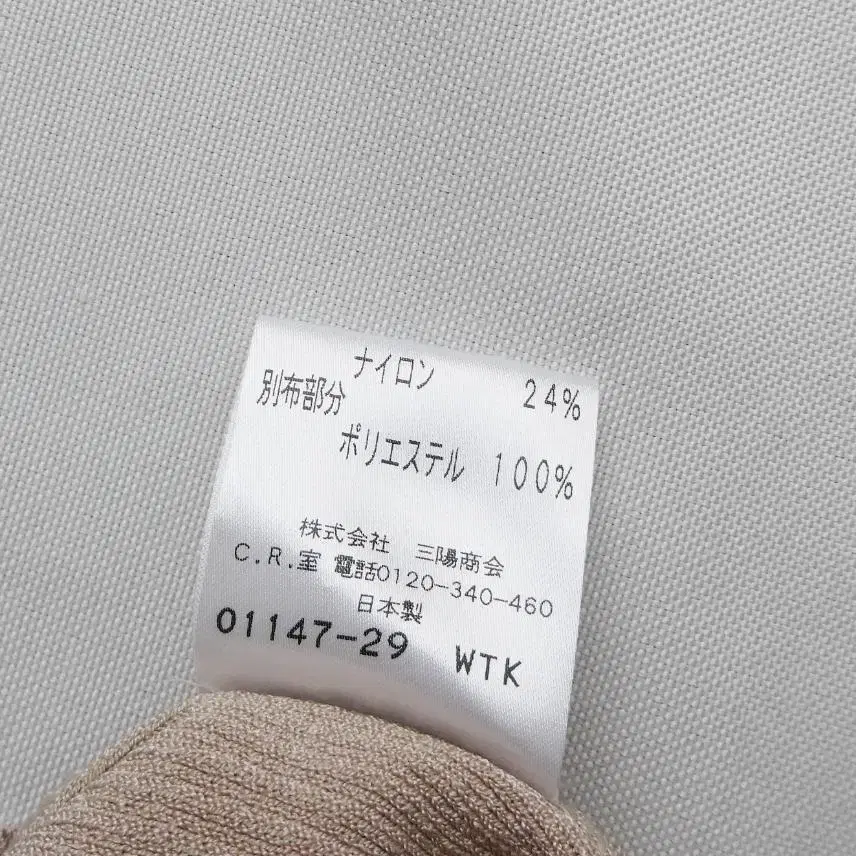 ナイロン 24%
別布部分
ポリエステル 100%
株式会社 三陽商会
C.R.室 電話0120-340-460
日本製
01147-29 WTK